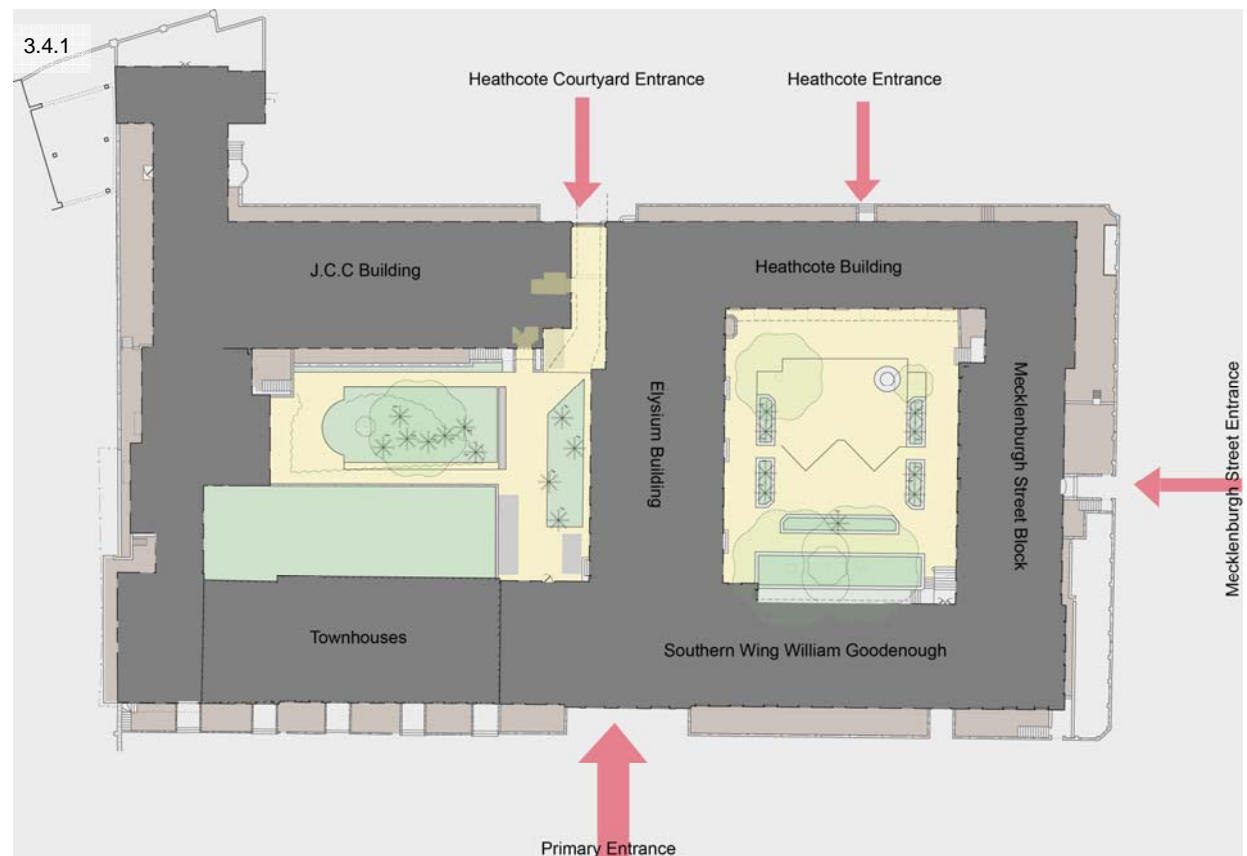 3.4.1
Heathcote Courtyard Entrance
Heathcote Entrance
J.C.C Building
Heathcote Building
Elysium Building
Mecklenburgh Street Block
Mecklenburgh Street Entrance
Townhouses
Southern Wing William Goodenough
Primary Entrance